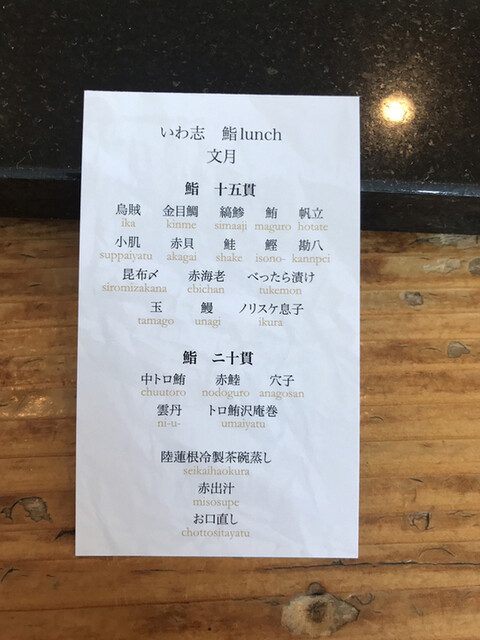 いわ志 鮨lunch
文月
鮨 十五貫
烏賊 金目鯛 縞鯵 鮪 帆立
ika kinme simaaji maguro hotate
小肌 赤貝 鮭 鰹 勘八
suppaiyatu akagai shake isono- kannpei
昆布〆 赤海老 べったら漬け
siromizakana ebichan tukemon
玉 鰻 ノリスケ息子
tamago unagi ikura
鮨 二十貫
中トロ鮪 赤鯥 穴子
chuutoro nodoguro anagosan
雲丹 トロ鮪沢庵巻
ni-u- umaiyatu
陸蓮根冷製茶碗蒸し
seikaihaokura
赤出汁
misosupe
お口直し
chottositayatu